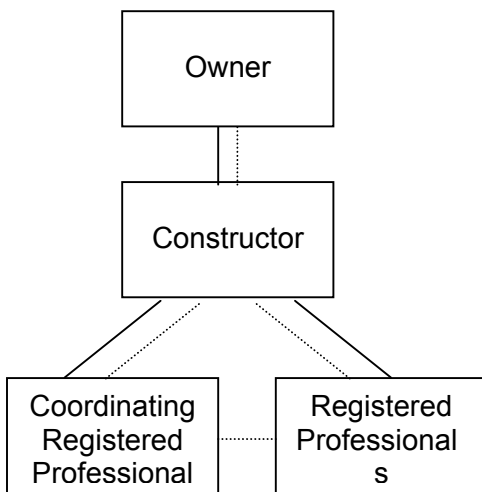 Owner
Constructor
Coordinating
Registered
Professional
Registered
Professional
s